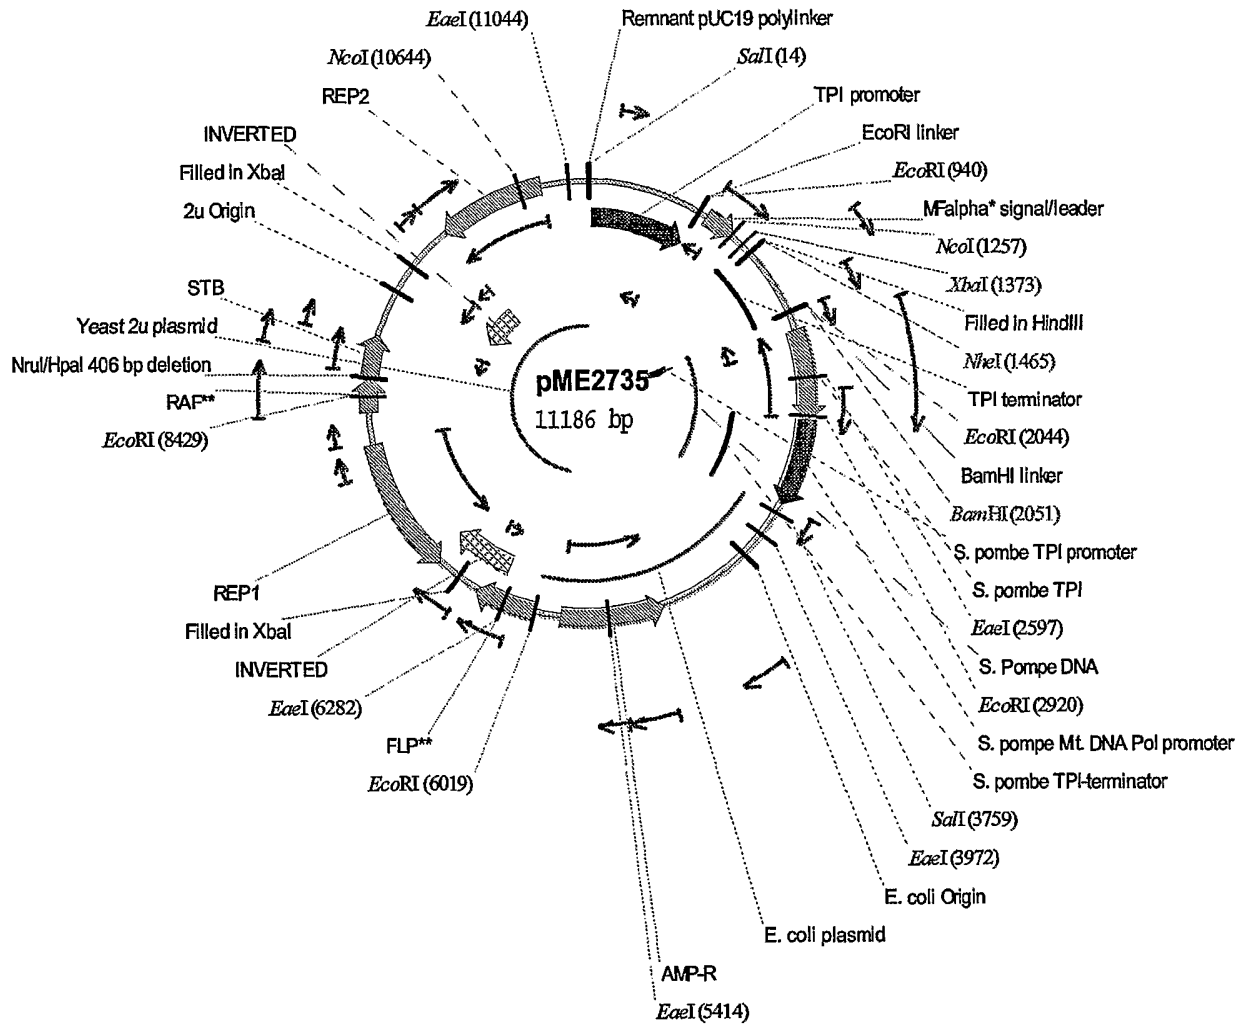 EaeI (11044)
Remnant pUC19 polylinker
NcoI (10644)
SalI (14)
REP2
TPI promoter
INVERTED
EcoRI linker
Filled in XbaI
EcoRI (940)
2u Origin
MFalpha* signal/leader
NcoI (1257)
STB
XbaI (1373)
Yeast 2u plasmid
Filled in HindIII
NruI/HpaI 406 bp deletion
NheI (1465)
pME2735
11186 bp
RAF**
TPI terminator
EcoRI (8429)
EcoRI (2044)
BamHI linker
BamHI (2051)
S. pombe TPI promoter
REP1
S. pombe TPI
Filled in XbaI
EaeI (2597)
INVERTED
S. Pompe DNA
EaeI (6282)
EcoRI (2920)
FLP**
S. pompe Mt. DNA Pol promoter
EcoRI (6019)
S. pombe TPI-terminator
SalI (3759)
EaeI (3972)
E. coli Origin
E. coli plasmid
AMP-R
EaeI (5414)